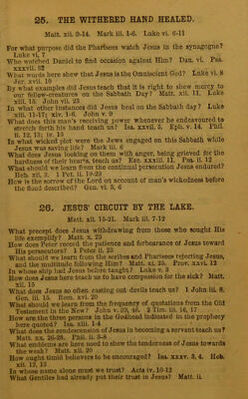 25. THE WITHERED HAND HEALED.
Matt. xii. 9-14. Mark iii. 1-6. Luke vi. 6-11
For what purpose did the Pharisees watch Jesus in the synagogue?
Luke vi. 7
Who watched Daniel to find occasion against Him? Dan. vi. Psa.
xxxvii. 32
What words here shew that Jesus is the Omniscient God? Luke vi. 8
Jer. xvii. 10
By what examples did Jesus teach that it is right to shew mercy to
our fellow-creatures on the Sabbath Day? Matt. xii. 11. Luke
xiii. 15. John vii. 23
In what other instances did Jesus heal on the Sabbath day? Luke
xiii. 11-17; xiv. 1-6. John v. 9
What does this man's receiving power whenever he endeavoured to
stretch forth his hand teach us? Isa. xxvii. 5. Eph. v. 14. Phil.
ii. 12, 13; iv. 13
In what wicked plot were the Jews engaged on this Sabbath while
Jesus was saving life? Mark iii. 6
What does Jesus looking on them with anger, being grieved for the
hardness of their hearts, teach us? Eze. xxxiii. 11. Psa. ii. 12
What should we learn from the continual persecution Jesus endured?
Heb. xii. 3. 1 Pet. ii. 19-23
How is the sorrow of the Lord on account of man's wickedness before
the flood described? Gen. vi. 5, 6
26. JESUS' CIRCUIT BY THE LAKE.
Matt. xii. 15-21. Mark iii. 7-12
What precept does Jesus withdrawing from those who sought His
life exemplify? Matt. x. 23
How does Peter record the patience and forbearance of Jesus toward
His persecutors? 1 Peter ii. 23
What should we learn from the scribes and Pharisees rejecting Jesus,
and the multitude following Him? Matt. xi. 25. Prov. xxvii. 13
In whose ship had Jesus before taught? Luke v. 3
How does Jesus here teach us to have compassion for the sick? Matt.
xii. 15
What does Jesus so often casting out devils teach us? 1 John iii. 8.
Gen. iii. 15. Rom. xvi. 20
What should we learn from the frequency of quotations from the Old
Testament in the New? John v. 39, 46. 2 Tim. iii. 16, 17
How are the three persons in the Godhead indicated in the prophecy
here quoted? Isa. xlii. 1-4
What does the condescension of Jesus in becoming a servant teach us?
Matt. xx. 26-28. Phil. ii. 5-8
What emblems are here used to shew the tenderness of Jesus towards
the weak? Matt. xii. 20
How ought timid believers to be encouraged? Isa. xxxv. 3, 4. Heb.
xii. 12, 13
In whose name alone must we trust? Acts iv. 10-12
What Gentiles had already put their trust in Jesus? Matt. ii.